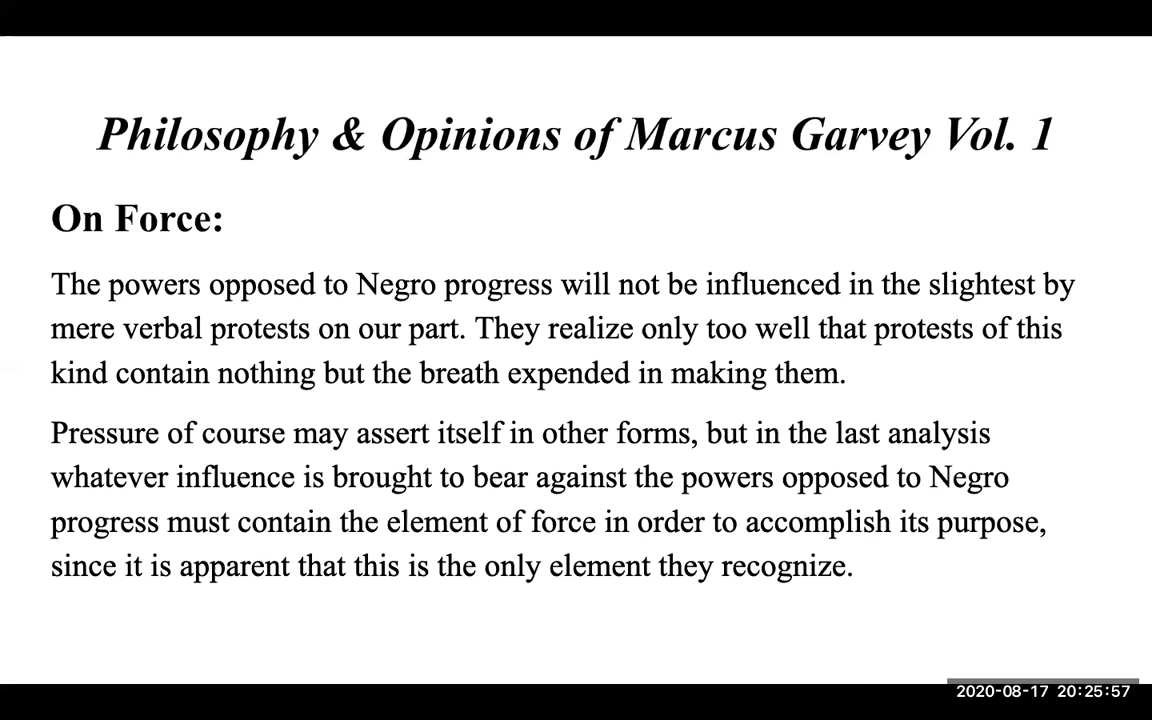 Philosophy & Opinions of Marcus Garvey Vol. 1
On Force:
The powers opposed to Negro progress will not be influenced in the slightest by
mere verbal protests on our part. They realize only too well that protests of this
kind contain nothing but the breath expended in making them.
Pressure of course may assert itself in other forms, but in the last analysis
whatever influence is brought to bear against the powers opposed to Negro
progress must contain the element of force in order to accomplish its purpose,
since it is apparent that this is the only element they recognize.
2020-08-17 20:25:57